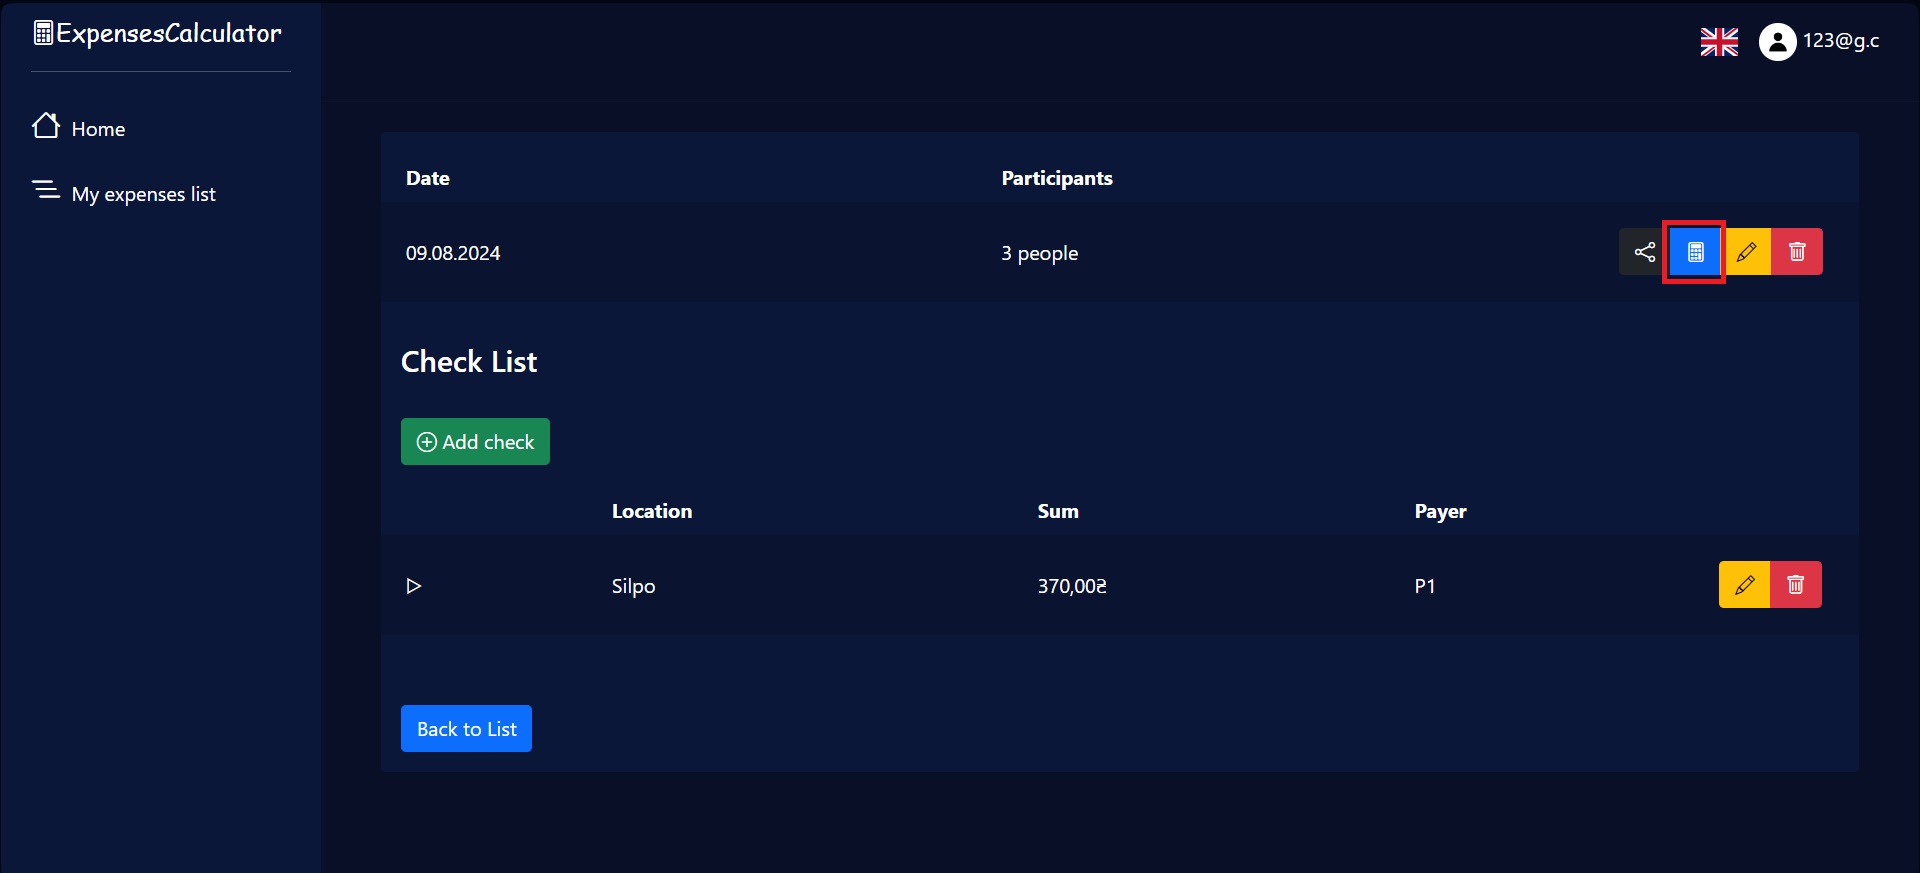 ExpensesCalculator
123@g.c
Home
My expenses list
Date Participants
09.08.2024 3 people
Check List
Add check
Location Sum Payer
Silpo 370,00₴ P1
Back to List